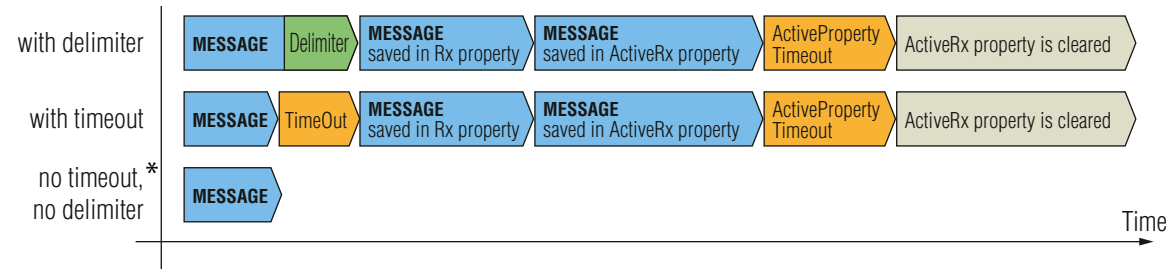 with delimiter
MESSAGE
Delimiter
MESSAGE
saved in Rx property
MESSAGE
saved in ActiveRx property
ActiveProperty
Timeout
ActiveRx property is cleared
with timeout
MESSAGE
TimeOut
MESSAGE
saved in Rx property
MESSAGE
saved in ActiveRx property
ActiveProperty
Timeout
ActiveRx property is cleared
no timeout,*
no delimiter
MESSAGE
Time